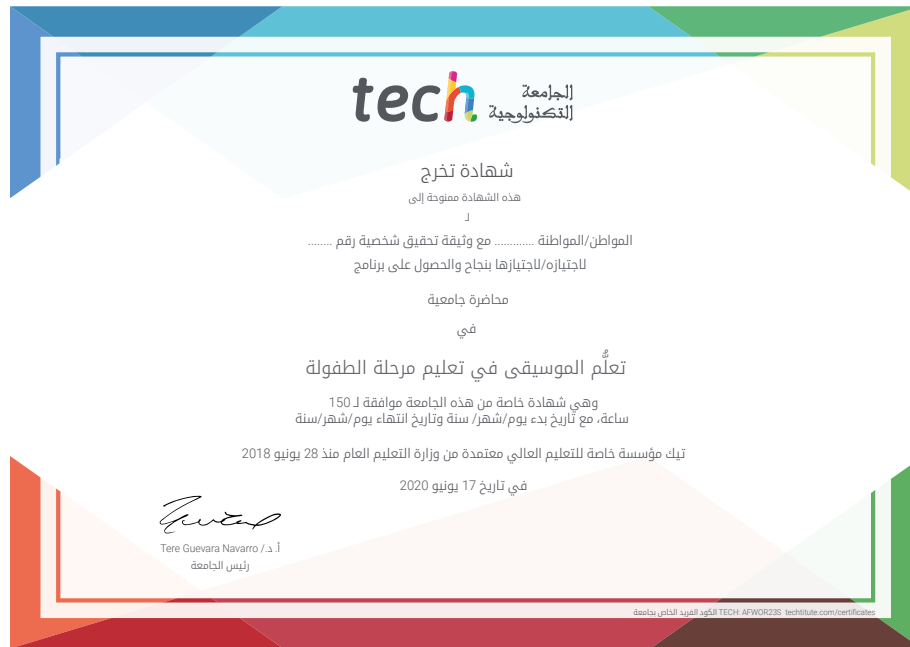 tech الجامعة
التكنولوجية
شهادة تخرج
هذه الشهادة ممنوحة إلى
لـ
المواطن/المواطنة ............ مع وثيقة تحقيق شخصية رقم ........
لاجتيازه/لاجتيازها بنجاح والحصول على برنامج
محاضرة جامعية
في
تعلُّم الموسيقى في تعليم مرحلة الطفولة
وهي شهادة خاصة من هذه الجامعة موافقة لـ 150
ساعة، مع تاريخ بدء يوم/شهر/ سنة وتاريخ انتهاء يوم/شهر/سنة
تيك مؤسسة خاصة للتعليم العالي معتمدة من وزارة التعليم العام منذ 28 يونيو 2018
في تاريخ 17 يونيو 2020
أ. د./ Tere Guevara Navarro
رئيس الجامعة
الكود الفريد الخاص بجامعة TECH: AFWOR23S techtitute.com/certificates